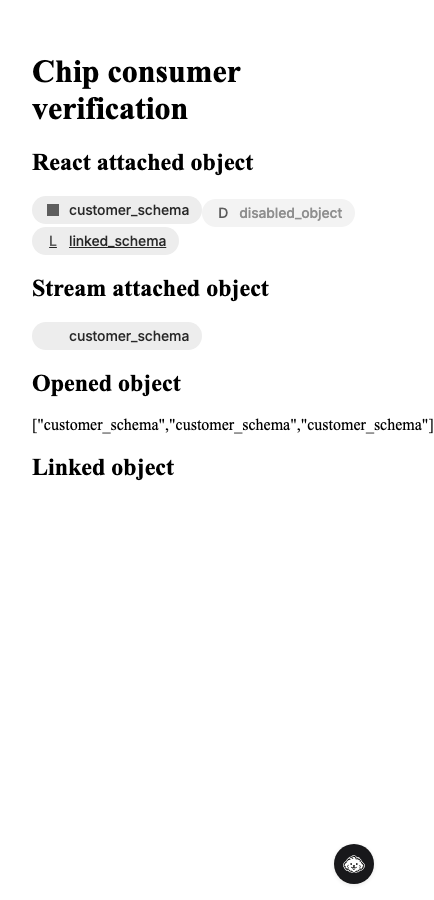 Chip consumer
verification
React attached object
customer_schema D disabled_object
L linked_schema
Stream attached object
customer_schema
Opened object
["customer_schema","customer_schema","customer_schema"]
Linked object